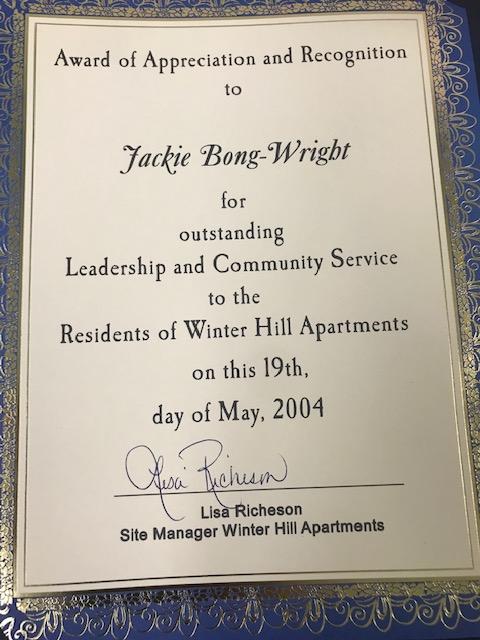 Award of Appreciation and Recognition
to
Jackie Bong-Wright
for
outstanding
Leadership and Community Service
to the
Residents of Winter Hill Apartments
on this 19th,
day of May, 2004
Lisa Richeson
Lisa Richeson
Site Manager Winter Hill Apartments